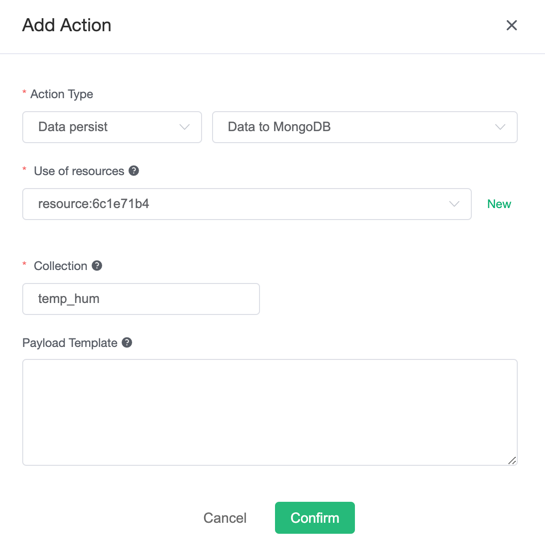 Add Action
* Action Type
Data persist
Data to MongoDB
* Use of resources ?
resource:6c1e71b4
New
* Collection ?
temp_hum
Payload Template ?
Cancel
Confirm